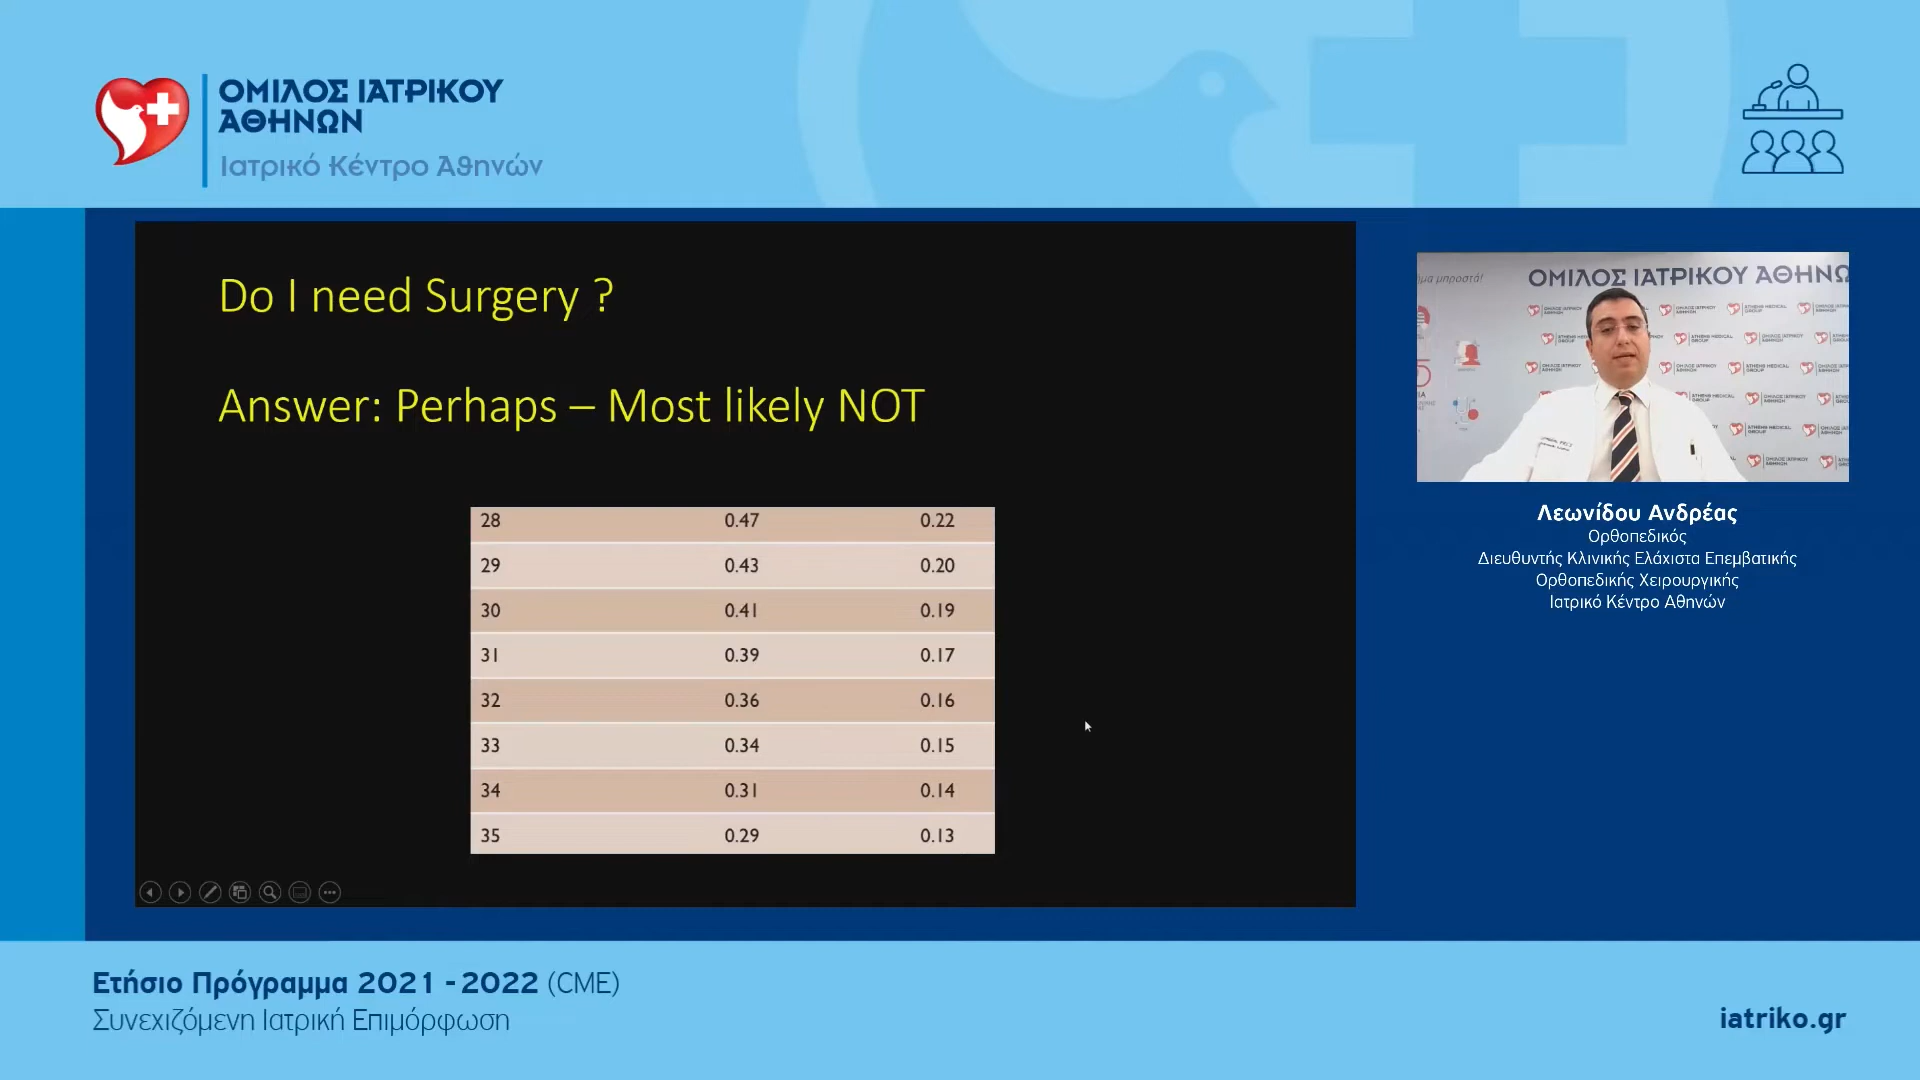 ΟΜΙΛΟΣ ΙΑΤΡΙΚΟΥ
ΑΘΗΝΩΝ
Ιατρικό Κέντρο Αθηνών
Do I need Surgery ?
Answer: Perhaps – Most likely NOT
28 0.47 0.22
29 0.43 0.20
30 0.41 0.19
31 0.39 0.17
32 0.36 0.16
33 0.34 0.15
34 0.31 0.14
35 0.29 0.13
μπροστά!
ΟΜΙΛΟΣ ΙΑΤΡΙΚΟΥ ΑΘΗΝΩ
Λεωνίδου Ανδρέας
Ορθοπεδικός
Διευθυντής Κλινικής Ελάχιστα Επεμβατικής
Ορθοπεδικής Χειρουργικής
Ιατρικό Κέντρο Αθηνών
Ετήσιο Πρόγραμμα 2021 - 2022 (CME)
Συνεχιζόμενη Ιατρική Επιμόρφωση
iatriko.gr